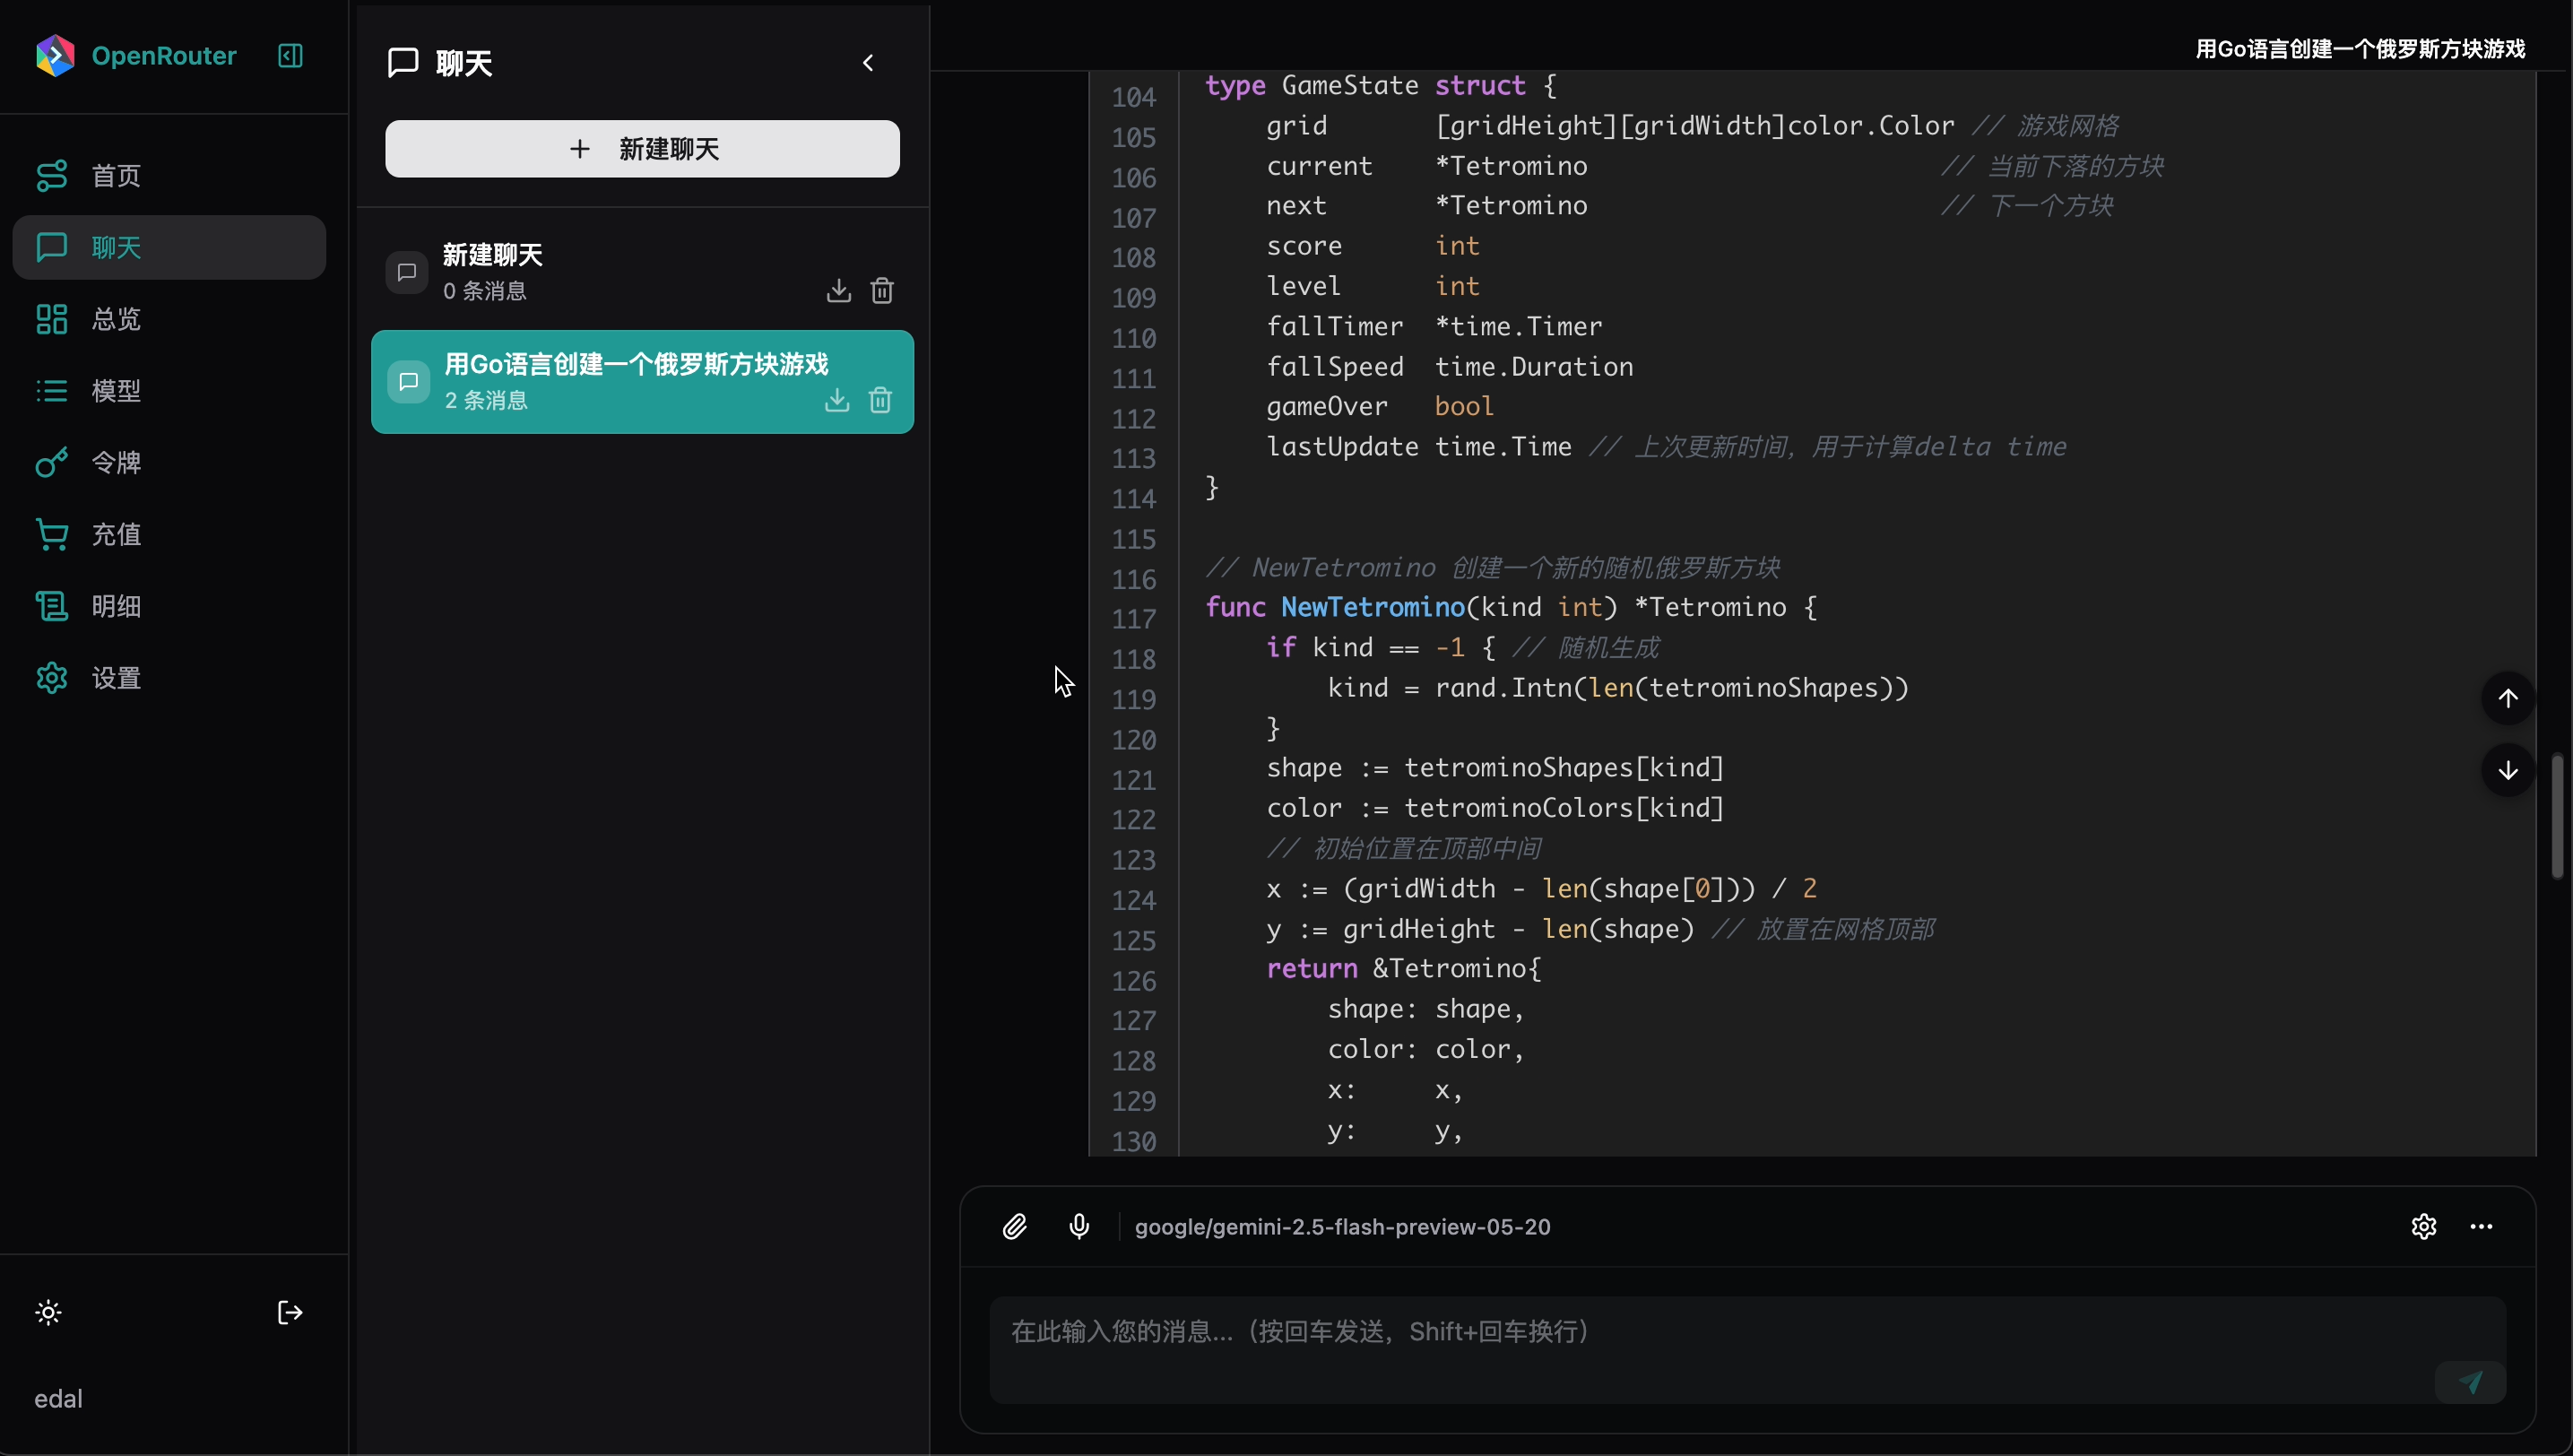 OpenRouter
首页
聊天
总览
模型
令牌
充值
明细
设置
edal
聊天
+ 新建聊天
新建聊天
0 条消息
用Go语言创建一个俄罗斯方块游戏
2 条消息
用Go语言创建一个俄罗斯方块游戏
104 type GameState struct {
105     grid       [gridHeight][gridWidth]color.Color // 游戏网格
106     current    *Tetromino                       // 当前下落的方块
107     next       *Tetromino                       // 下一个方块
108     score      int
109     level      int
110     fallTimer  *time.Timer
111     fallSpeed  time.Duration
112     gameOver   bool
113     lastUpdate time.Time // 上次更新时间，用于计算delta time
114 }
115
116 // NewTetromino 创建一个新的随机俄罗斯方块
117 func NewTetromino(kind int) *Tetromino {
118     if kind == -1 { // 随机生成
119         kind = rand.Intn(len(tetrominoShapes))
120     }
121     shape := tetrominoShapes[kind]
122     color := tetrominoColors[kind]
123     // 初始位置在顶部中间
124     x := (gridWidth - len(shape[0])) / 2
125     y := gridHeight - len(shape) // 放置在网格顶部
126     return &Tetromino{
127         shape: shape,
128         color: color,
129         x:     x,
130         y:     y,
google/gemini-2.5-flash-preview-05-20
在此输入您的消息...（按回车发送，Shift+回车换行）